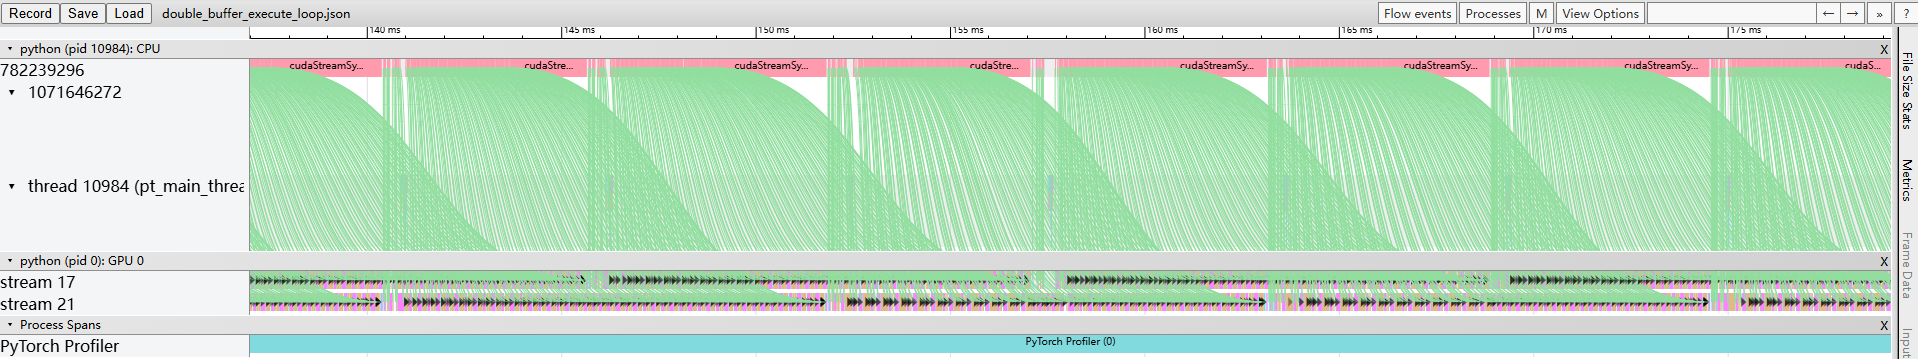 Record Save Load double_buffer_execute_loop.json Flow events Processes M View Options ← → » ?
140 ms 145 ms 150 ms 155 ms 160 ms 165 ms 170 ms 175 ms
python (pid 10984): CPU X
782239296 cudaStreamSy... cudaStre... cudaStreamSy... cudaStre... cudaStreamSy... cudaStreamSy... cudaStreamSy... cudaS...
1071646272
thread 10984 (pt_main_threa
python (pid 0): GPU 0 X
stream 17
stream 21
Process Spans X
PyTorch Profiler PyTorch Profiler (0)
File Size Stats
Metrics
Frame Data
Input